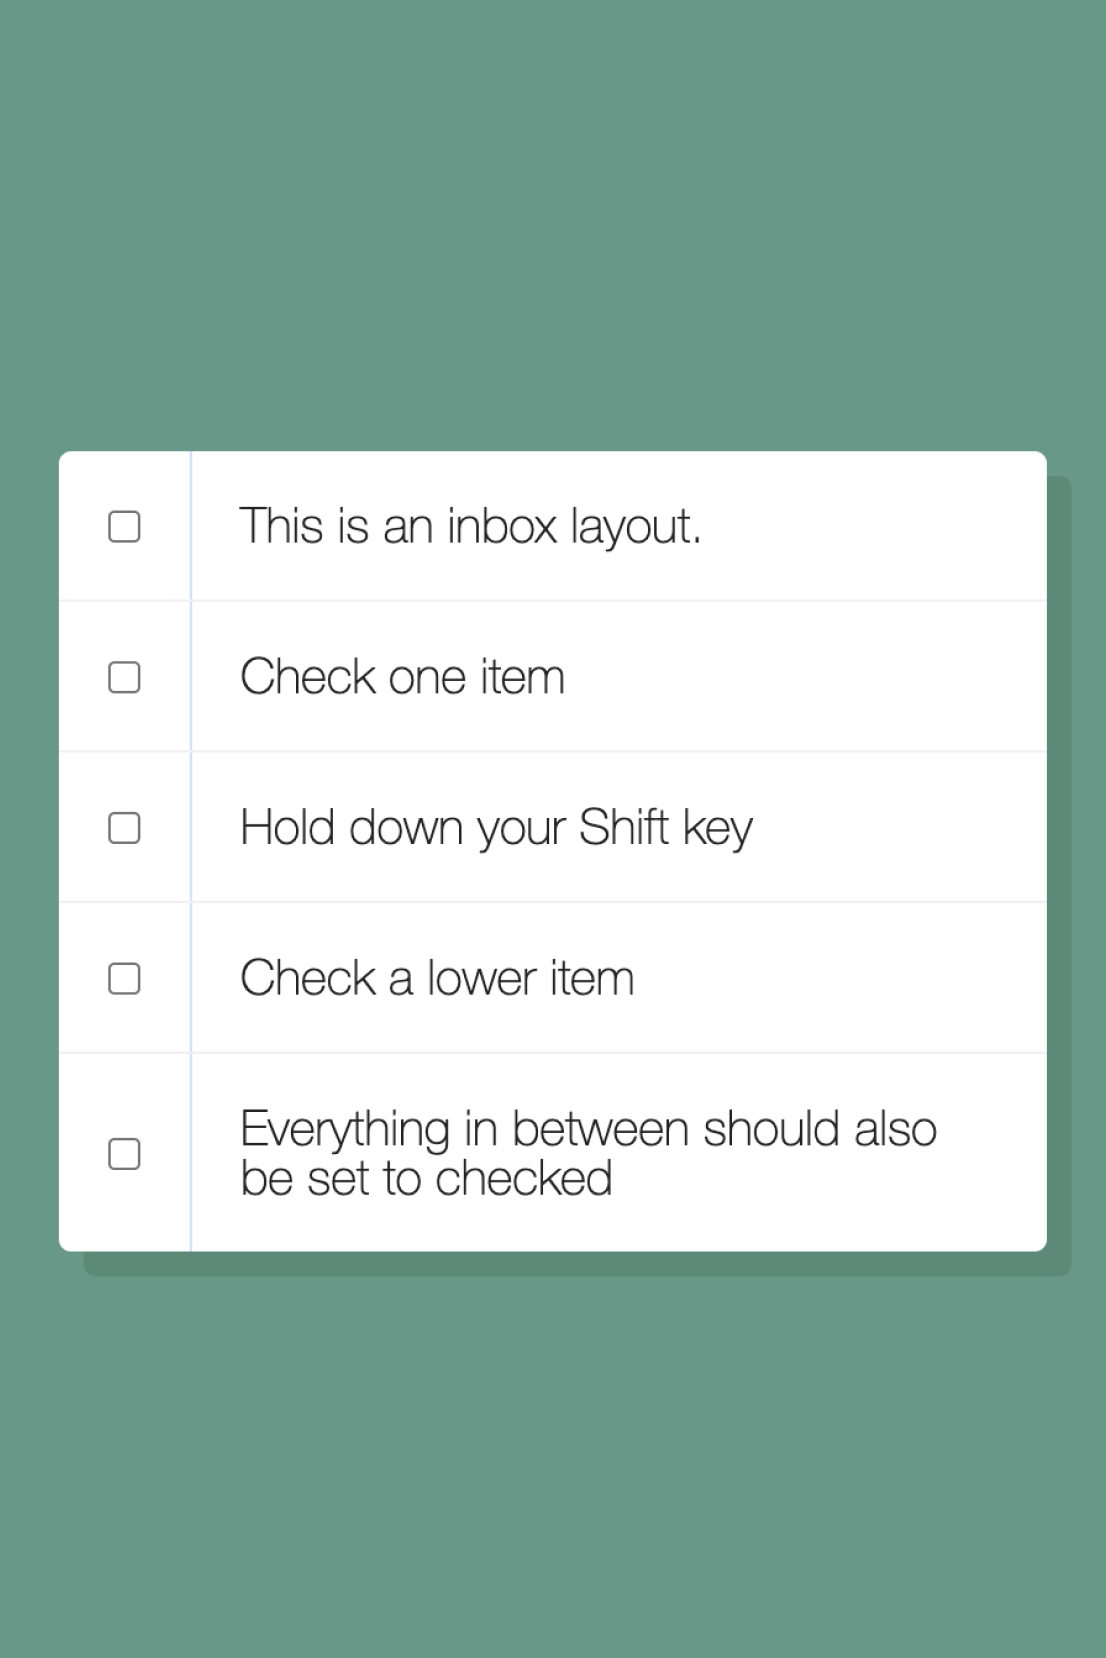 This is an inbox layout.
Check one item
Hold down your Shift key
Check a lower item
Everything in between should also
be set to checked